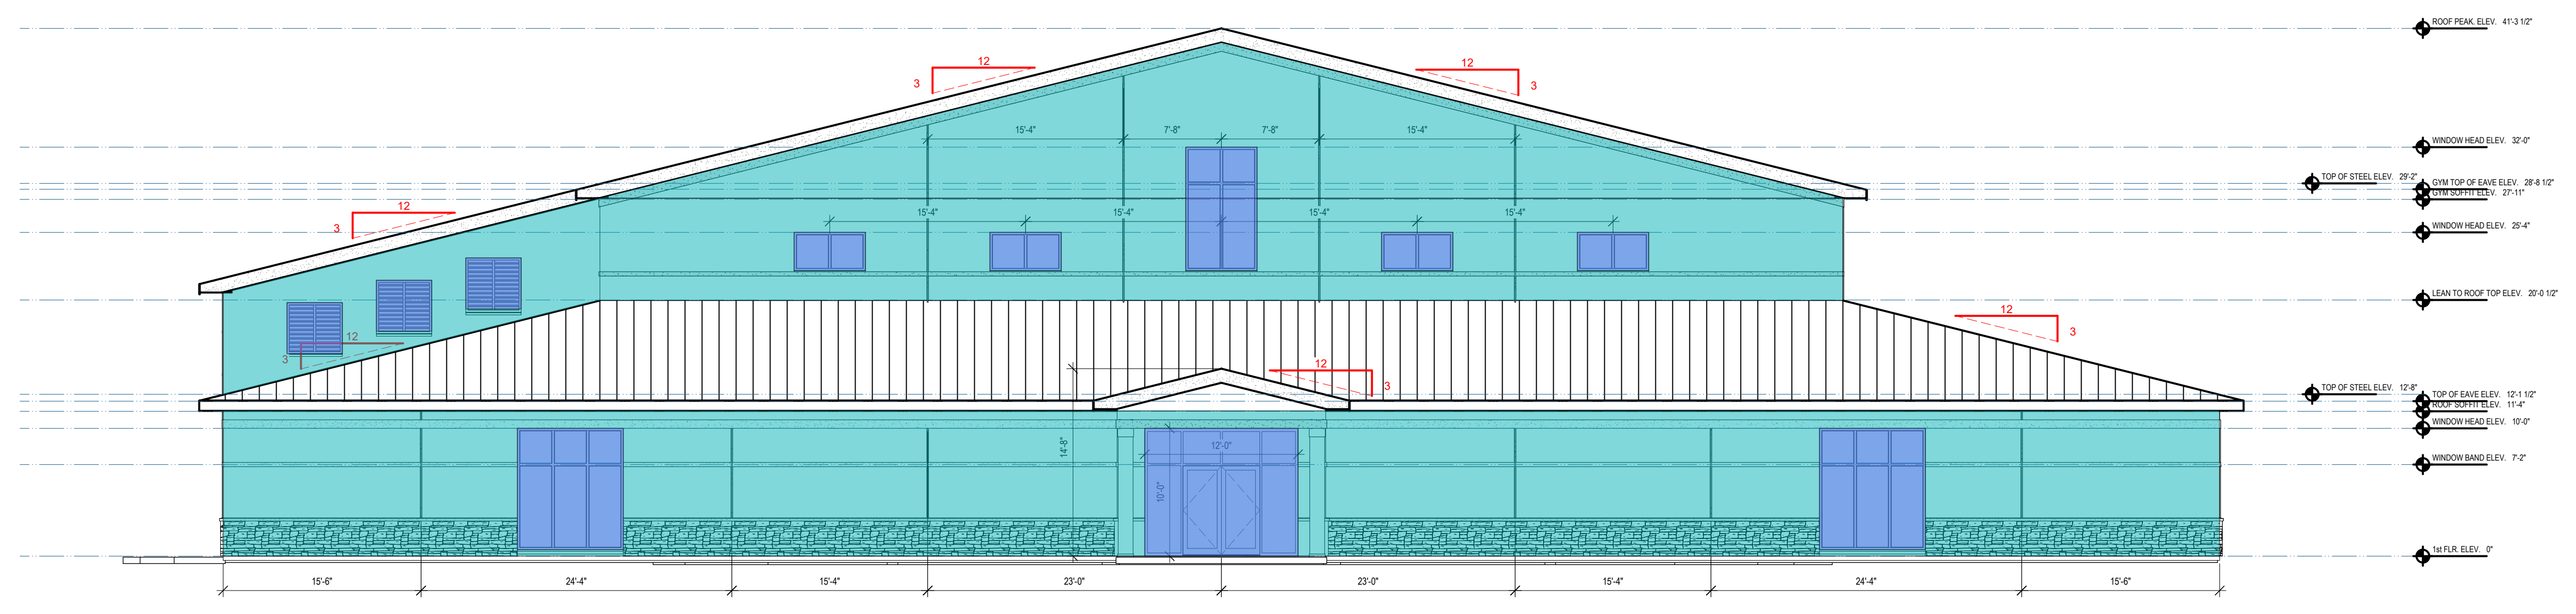 ROOF PEAK. ELEV. 41'-3 1/2"
12
12
3
3
15'-4"
7'-8"
7'-8"
15'-4"
WINDOW HEAD ELEV. 32'-0"
TOP OF STEEL ELEV. 29'-2"
GYM TOP OF EAVE ELEV. 28'-8 1/2"
GYM SOFFIT ELEV. 27'-11"
12
3
15'-4"
15'-4"
15'-4"
15'-4"
WINDOW HEAD ELEV. 25'-4"
LEAN TO ROOF TOP ELEV. 20'-0 1/2"
12
3
12
3
12
3
TOP OF STEEL ELEV. 12'-8"
TOP OF EAVE ELEV. 12'-1 1/2"
ROOF SOFFIT ELEV. 11'-4"
WINDOW HEAD ELEV. 10'-0"
14'-8"
12'-0"
WINDOW BAND ELEV. 7'-2"
10'-0"
1st FLR. ELEV. 0"
15'-6"
24'-4"
15'-4"
23'-0"
23'-0"
15'-4"
24'-4"
15'-6"